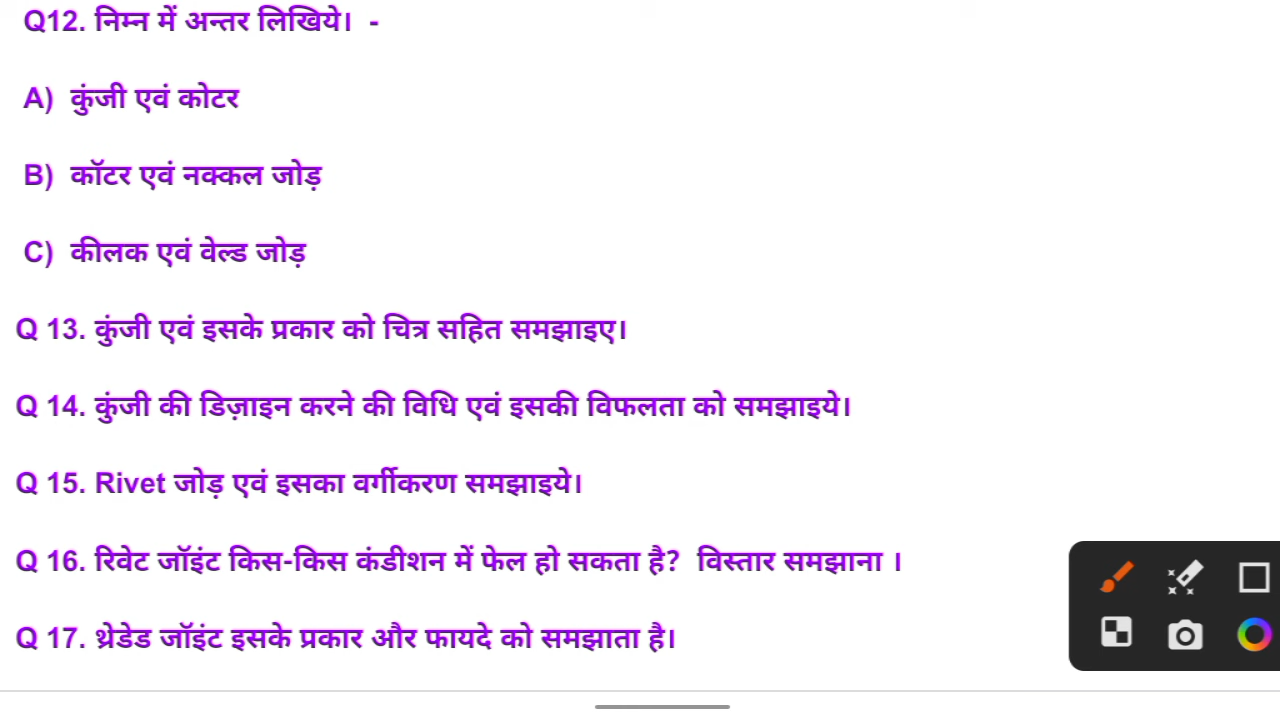 Q12. निम्न में अन्तर लिखिये। -
A) कुंजी एवं कोटर
B) कॉटर एवं नक्कल जोड़
C) कीलक एवं वेल्ड जोड़
Q 13. कुंजी एवं इसके प्रकार को चित्र सहित समझाइए।
Q 14. कुंजी की डिज़ाइन करने की विधि एवं इसकी विफलता को समझाइये।
Q 15. Rivet जोड़ एवं इसका वर्गीकरण समझाइये।
Q 16. रिवेट जॉइंट किस-किस कंडीशन में फेल हो सकता है? विस्तार समझाना ।
Q 17. थ्रेडेड जॉइंट इसके प्रकार और फायदे को समझाता है।